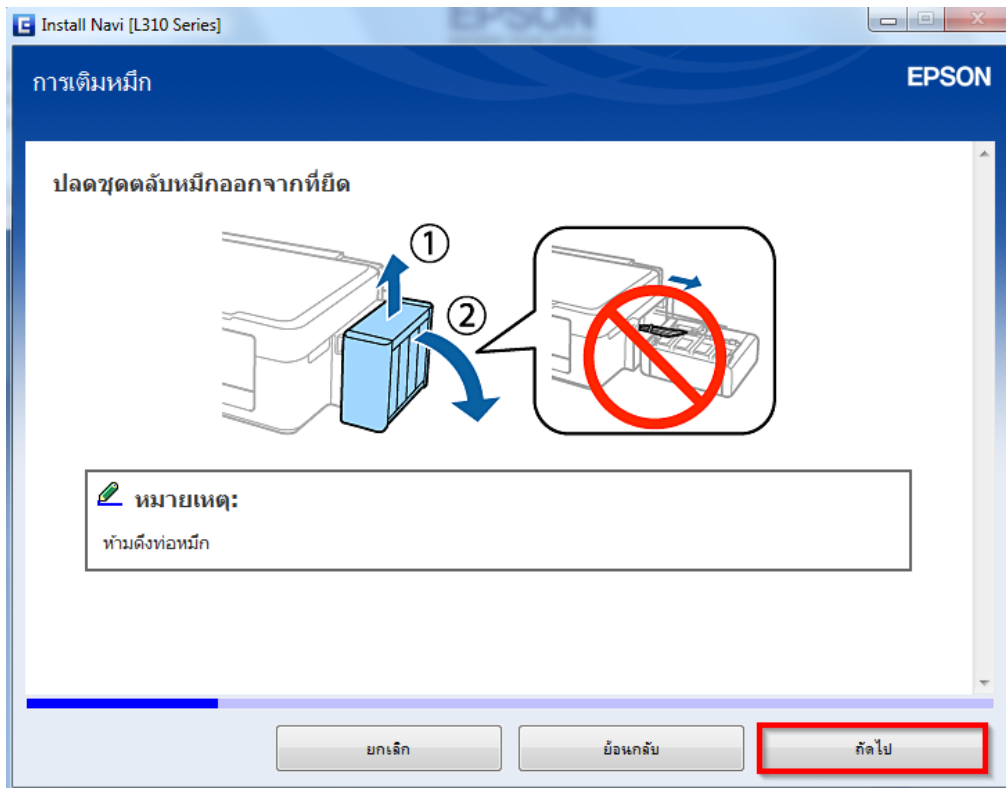 Install Navi [L310 Series]
การเติมหมึก
EPSON
ปลดชุดตลับหมึกออกจากที่ยึด
①
②
หมายเหตุ:
ห้ามดึงท่อหมึก
ยกเลิก
ย้อนกลับ
ถัดไป